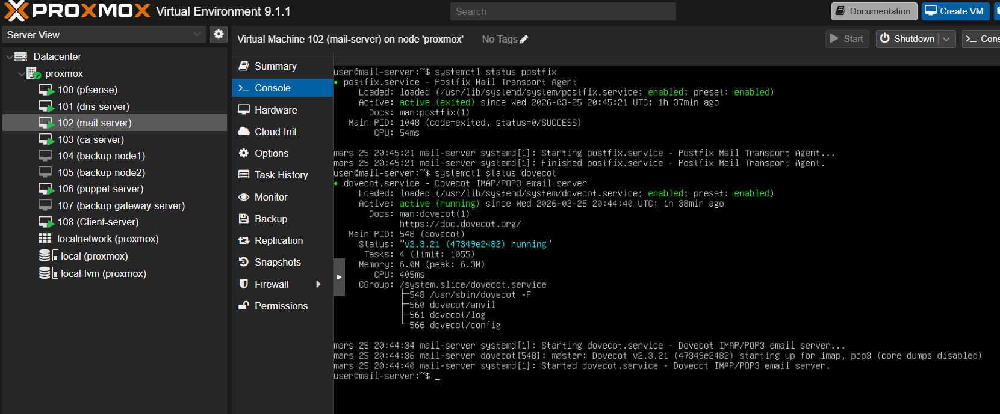 PROXMOX Virtual Environment 9.1.1
Search
Documentation
Create VM
Server View
Virtual Machine 102 (mail-server) on node 'proxmox'
No Tags
Start
Shutdown
Cons
Datacenter
proxmox
100 (pfsense)
101 (dns-server)
102 (mail-server)
103 (ca-server)
104 (backup-node1)
105 (backup-node2)
106 (puppet-server)
107 (backup-gateway-server)
108 (Client-server)
localnetwork (proxmox)
local (proxmox)
local-lvm (proxmox)
Summary
>_ Console
Hardware
Cloud-Init
Options
Task History
Monitor
Backup
Replication
Snapshots
Firewall
Permissions
user@mail-server:~$ systemctl status postfix
● postfix.service - Postfix Mail Transport Agent
Loaded: loaded (/usr/lib/systemd/system/postfix.service; enabled; preset: enabled)
Active: active (exited) since Wed 2026-03-25 20:45:21 UTC; 1h 37min ago
Docs: man:postfix(1)
Main PID: 1048 (code=exited, status=0/SUCCESS)
CPU: 54ms
mars 25 20:45:21 mail-server systemd[1]: Starting postfix.service - Postfix Mail Transport Agent...
mars 25 20:45:21 mail-server systemd[1]: Finished postfix.service - Postfix Mail Transport Agent.
user@mail-server:~$ systemctl status dovecot
● dovecot.service - Dovecot IMAP/POP3 email server
Loaded: loaded (/usr/lib/systemd/system/dovecot.service; enabled; preset: enabled)
Active: active (running) since Wed 2026-03-25 20:44:40 UTC; 1h 38min ago
Docs: man:dovecot(1)
https://doc.dovecot.org/
Main PID: 548 (dovecot)
Status: "v2.3.21 (47349e2482) running"
Tasks: 4 (limit: 1055)
Memory: 6.0M (peak: 6.3M)
CPU: 405ms
CGroup: /system.slice/dovecot.service
├─548 /usr/sbin/dovecot -F
├─560 dovecot/anvil
├─561 dovecot/log
└─566 dovecot/config
mars 25 20:44:34 mail-server systemd[1]: Starting dovecot.service - Dovecot IMAP/POP3 email server...
mars 25 20:44:36 mail-server dovecot[548]: master: Dovecot v2.3.21 (47349e2482) starting up for imap, pop3 (core dumps disabled)
mars 25 20:44:40 mail-server systemd[1]: Started dovecot.service - Dovecot IMAP/POP3 email server.
user@mail-server:~$ _